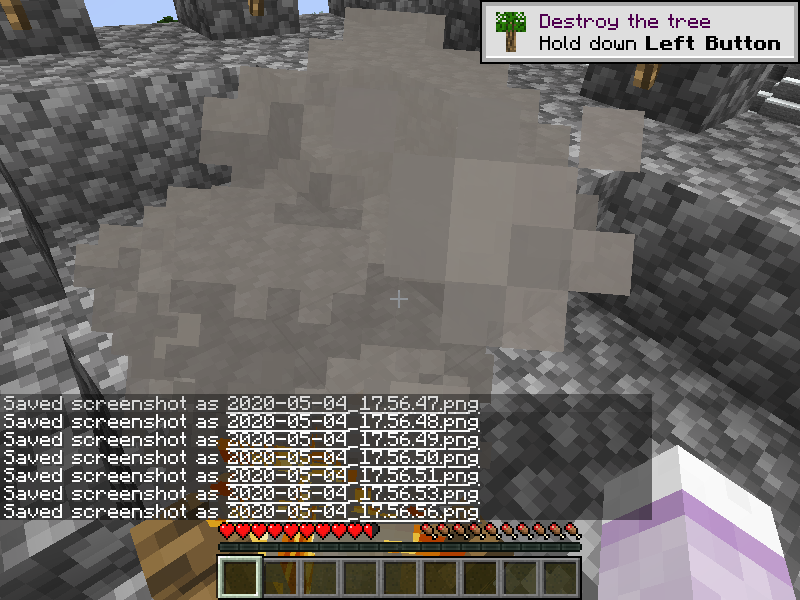 Destroy the tree
Hold down Left Button
Saved screenshot as 2020-05-04_17.56.47.png
Saved screenshot as 2020-05-04_17.56.48.png
Saved screenshot as 2020-05-04_17.56.49.png
Saved screenshot as 2020-05-04_17.56.50.png
Saved screenshot as 2020-05-04_17.56.51.png
Saved screenshot as 2020-05-04_17.56.53.png
Saved screenshot as 2020-05-04_17.56.56.png